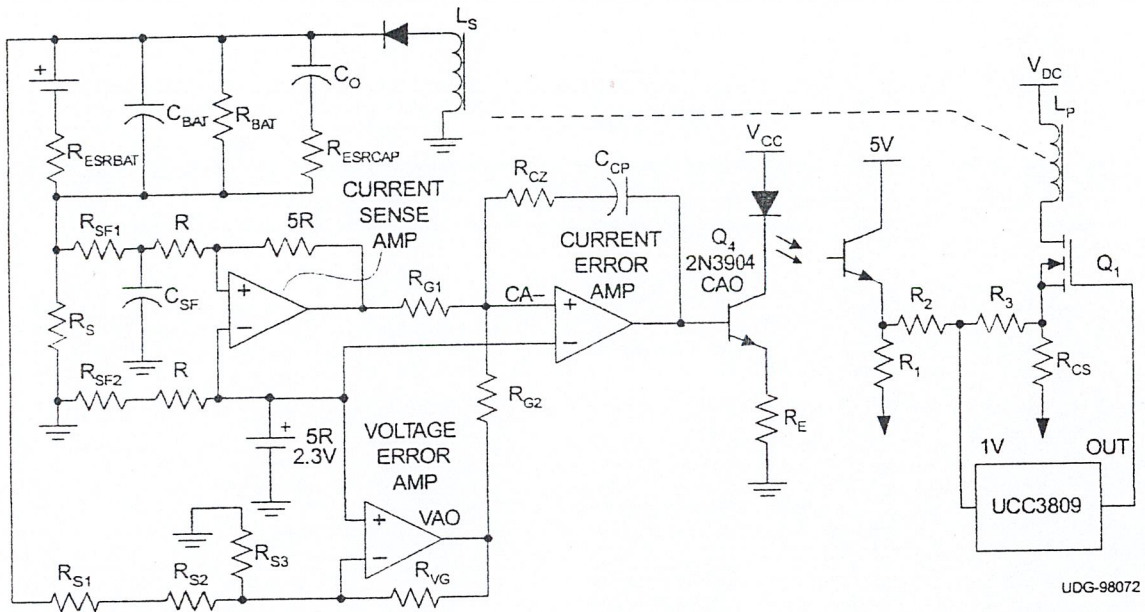 L_S
+
C_BAT
R_BAT
C_O
R_ESRBAT
R_ESRCAP
V_DC
L_P
V_CC
5V
CURRENT
SENSE
AMP
R_CZ
C_CP
R_SF1
R
5R
CURRENT
ERROR
AMP
Q_4
2N3904
CAO
Q_1
C_SF
+
−
R_G1
CA−
+
−
R_2
R_3
R_S
R_1
R_CS
R_SF2
R
R_G2
R_E
+
5R
2.3V
VOLTAGE
ERROR
AMP
1V
OUT
UCC3809
+
−
VAO
R_S3
R_S1
R_S2
R_VG
UDG-98072